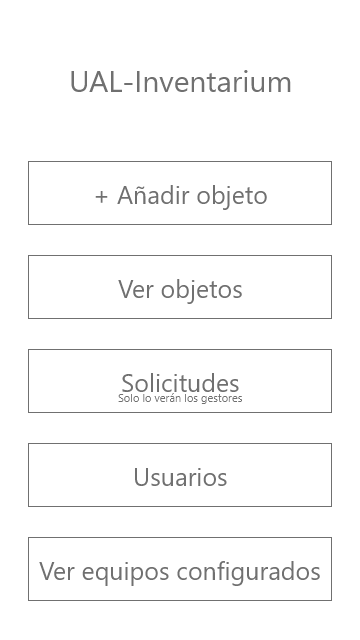 UAL-Inventarium
+ Añadir objeto
Ver objetos
Solicitudes
Solo lo verán los gestores
Usuarios
Ver equipos configurados